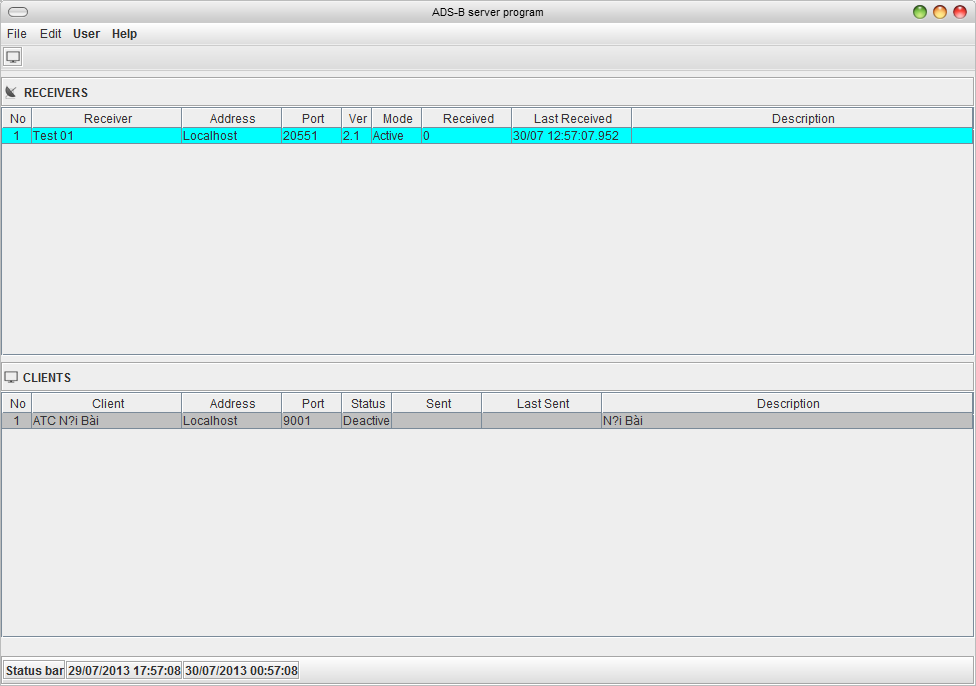 ADS-B server program
File Edit User Help
RECEIVERS
No Receiver Address Port Ver Mode Received Last Received Description
1 Test 01 Localhost 20551 2.1 Active 0 30/07 12:57:07.952
CLIENTS
No Client Address Port Status Sent Last Sent Description
1 ATC N?i Bài Localhost 9001 Deactive N?i Bài
Status bar 29/07/2013 17:57:08 30/07/2013 00:57:08